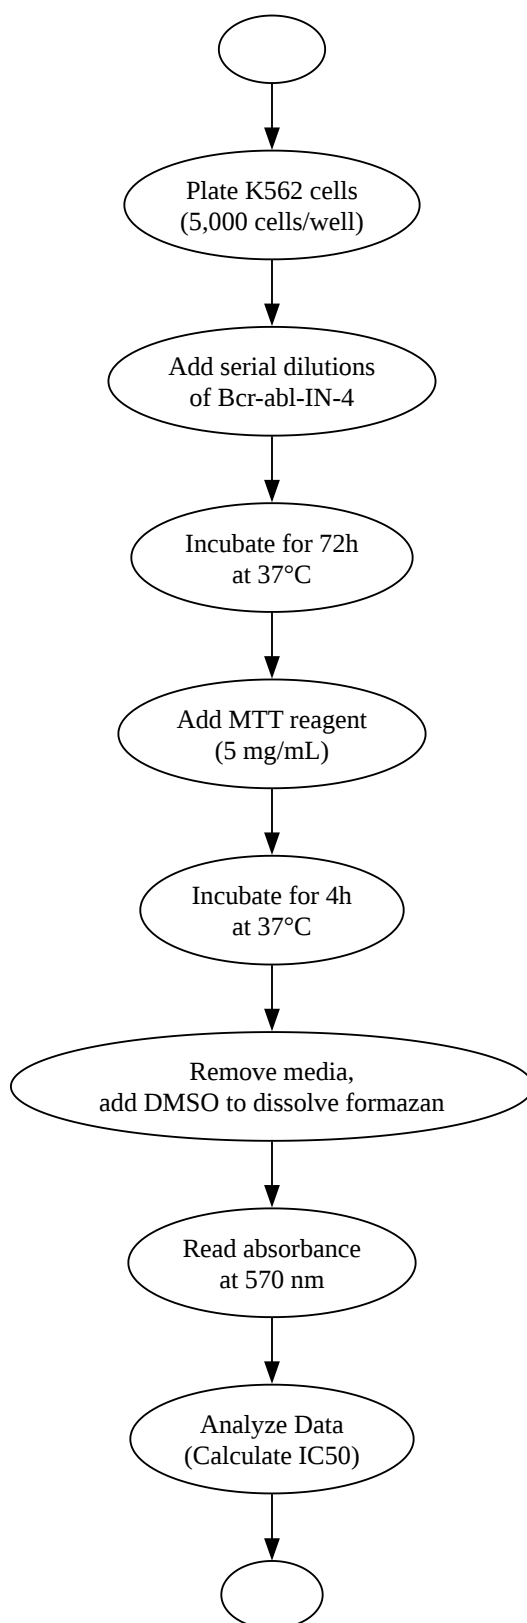 Plate K562 cells
(5,000 cells/well)
Add serial dilutions
of Bcr-abl-IN-4
Incubate for 72h
at 37°C
Add MTT reagent
(5 mg/mL)
Incubate for 4h
at 37°C
Remove media,
add DMSO to dissolve formazan
Read absorbance
at 570 nm
Analyze Data
(Calculate IC50)